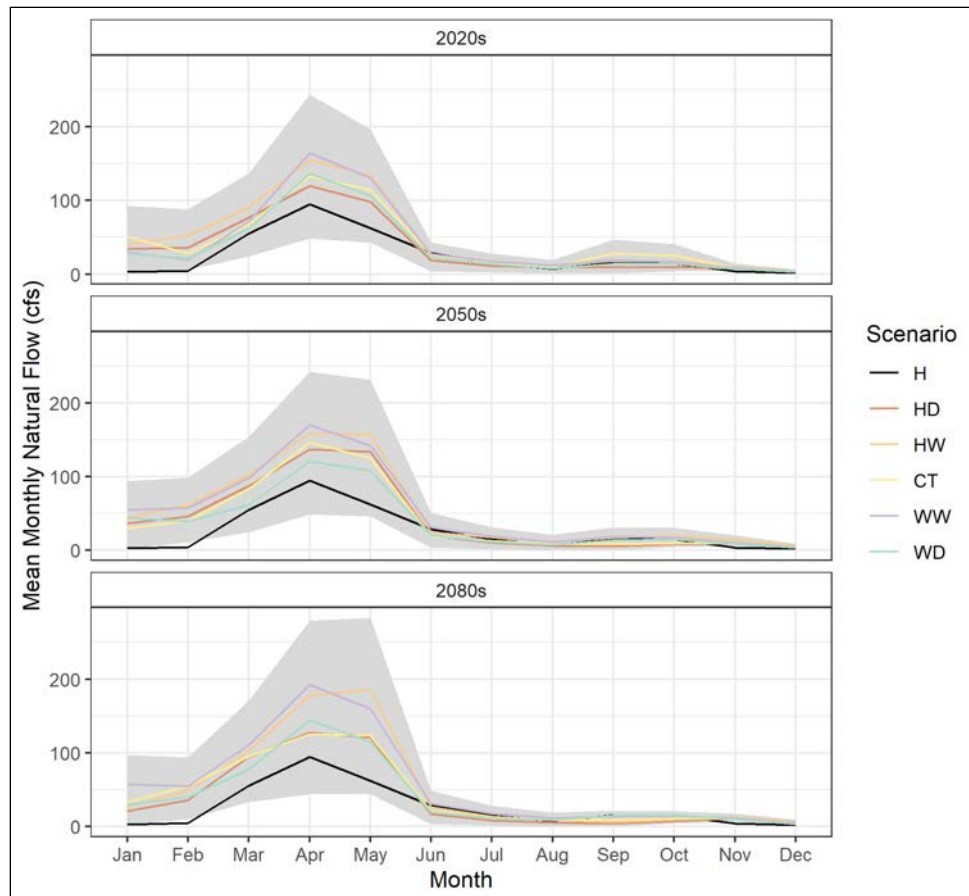 2020s
200
100
0
2050s
200
100
0
2080s
200
100
0
Jan Feb Mar Apr May Jun Jul Aug Sep Oct Nov Dec
Month
Mean Monthly Natural Flow (cfs)
Scenario
H
HD
HW
CT
WW
WD